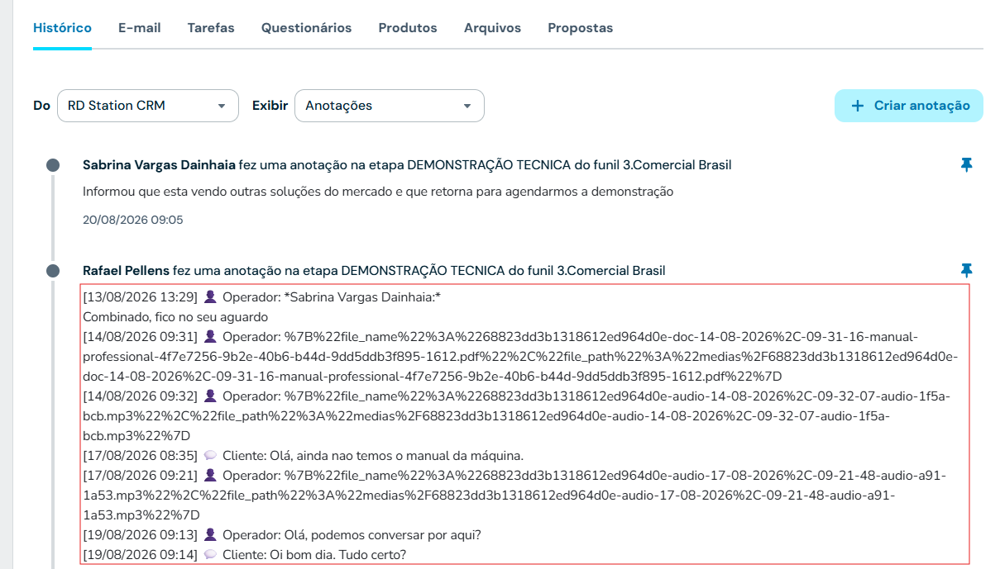 Histórico E-mail Tarefas Questionários Produtos Arquivos Propostas
Do RD Station CRM Exibir Anotações + Criar anotação
Sabrina Vargas Dainhaia fez uma anotação na etapa DEMONSTRAÇÃO TECNICA do funil 3.Comercial Brasil
Informou que esta vendo outras soluções do mercado e que retorna para agendarmos a demonstração
20/08/2026 09:05
Rafael Pellens fez uma anotação na etapa DEMONSTRAÇÃO TECNICA do funil 3.Comercial Brasil
[13/08/2026 13:29] 👤 Operador: *Sabrina Vargas Dainhaia:*
Combinado, fico no seu aguardo
[14/08/2026 09:31] 👤 Operador: %7B%22file_name%22%3A%2268823dd3b1318612ed964d0e-doc-14-08-2026%2C-09-31-16-manual-
professional-4f7e7256-9b2e-40b6-b44d-9dd5ddb3f895-1612.pdf%22%2C%22file_path%22%3A%22medias%2F68823dd3b1318612ed964d0e-
doc-14-08-2026%2C-09-31-16-manual-professional-4f7e7256-9b2e-40b6-b44d-9dd5ddb3f895-1612.pdf%22%7D
[14/08/2026 09:32] 👤 Operador: %7B%22file_name%22%3A%2268823dd3b1318612ed964d0e-audio-14-08-2026%2C-09-32-07-audio-1f5a-
bcb.mp3%22%2C%22file_path%22%3A%22medias%2F68823dd3b1318612ed964d0e-audio-14-08-2026%2C-09-32-07-audio-1f5a-
bcb.mp3%22%7D
[17/08/2026 08:35] 💬 Cliente: Olá, ainda nao temos o manual da máquina.
[17/08/2026 09:21] 👤 Operador: %7B%22file_name%22%3A%2268823dd3b1318612ed964d0e-audio-17-08-2026%2C-09-21-48-audio-a91-
1a53.mp3%22%2C%22file_path%22%3A%22medias%2F68823dd3b1318612ed964d0e-audio-17-08-2026%2C-09-21-48-audio-a91-
1a53.mp3%22%7D
[19/08/2026 09:13] 👤 Operador: Olá, podemos conversar por aqui?
[19/08/2026 09:14] 💬 Cliente: Oi bom dia. Tudo certo?